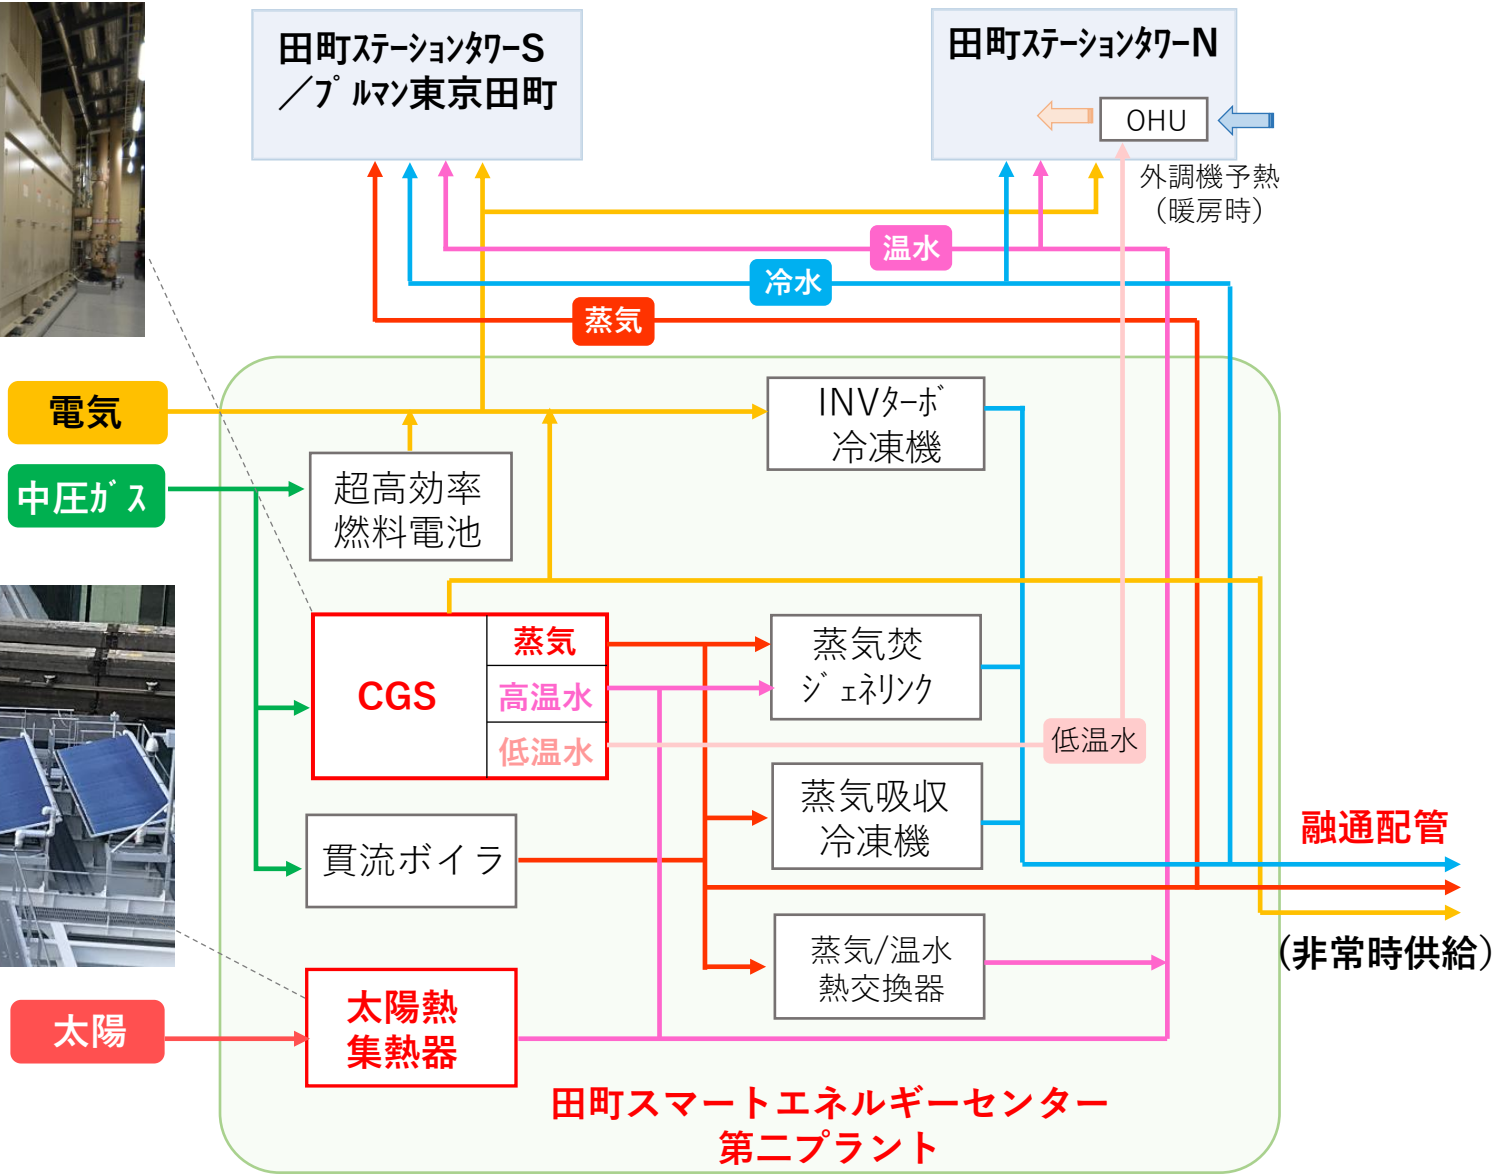 田町ｽﾃｰｼｮﾝﾀﾜｰS
／ﾌﾟﾙﾏﾝ東京田町
田町ｽﾃｰｼｮﾝﾀﾜｰN
OHU
外調機予熱
（暖房時）
温水
冷水
蒸気
電気
中圧ｶﾞｽ
INVﾀｰﾎﾞ
冷凍機
超高効率
燃料電池
CGS
蒸気
高温水
低温水
蒸気焚
ｼﾞｪﾈﾘﾝｸ
低温水
蒸気吸収
冷凍機
貫流ボイラ
融通配管
(非常時供給）
蒸気/温水
熱交換器
太陽
太陽熱
集熱器
田町スマートエネルギーセンター
第二プラント